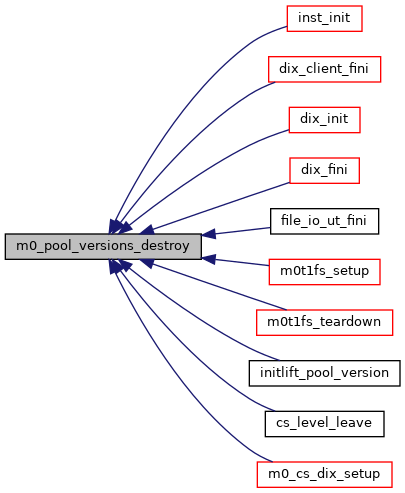 inst_init
dix_client_fini
dix_init
dix_fini
file_io_ut_fini
m0_pool_versions_destroy
m0t1fs_setup
m0t1fs_teardown
initlift_pool_version
cs_level_leave
m0_cs_dix_setup